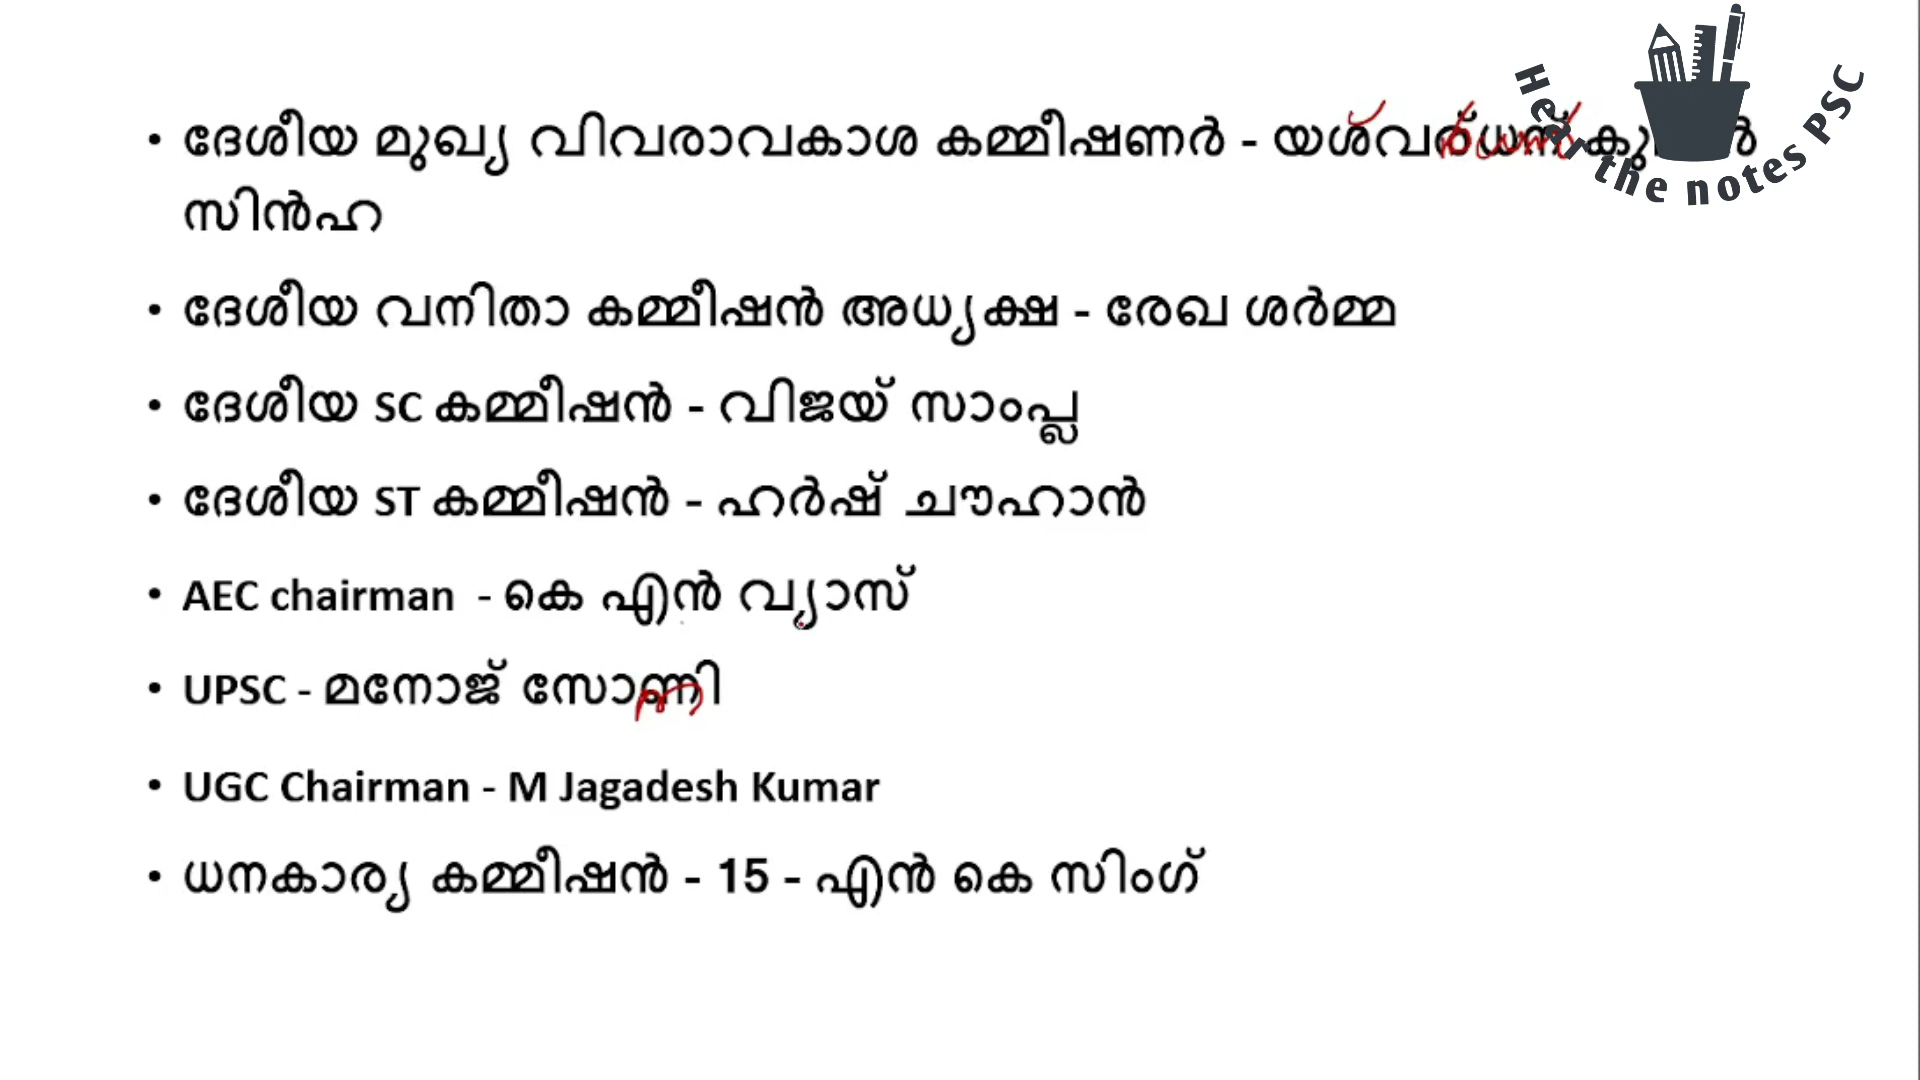 • ദേശീയ മുഖ്യ വിവരാവകാശ കമ്മീഷണർ - യശ്വർധന്
സിൻഹ
• ദേശീയ വനിതാ കമ്മീഷൻ അധ്യക്ഷ - രേഖ ശർമ്മ
• ദേശീയ SC കമ്മീഷൻ - വിജയ് സാംപ്ല
• ദേശീയ ST കമ്മീഷൻ - ഹർഷ് ചൗഹാൻ
• AEC chairman - കെ എൻ വ്യാസ്
• UPSC - മനോജ് സോണി
• UGC Chairman - M Jagadesh Kumar
• ധനകാര്യ കമ്മീഷൻ - 15 - എൻ കെ സിംഗ്
Hear the notes PSC